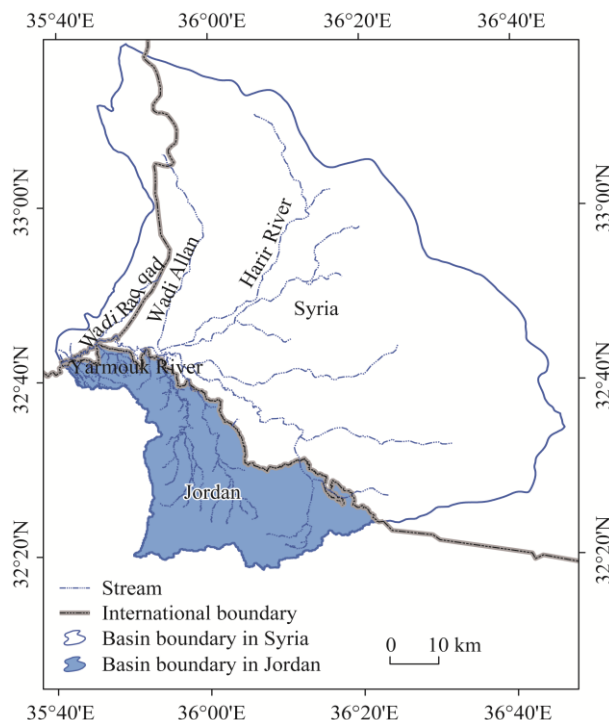 35°40'E 36°00'E 36°20'E 36°40'E
33°00'N 33°00'N
Harir River
Wadi Allan
Wadi Raqqad
Syria
Yarmouk River
32°40'N 32°40'N
Jordan
32°20'N 32°20'N
Stream
International boundary
Basin boundary in Syria
0 10 km
Basin boundary in Jordan
35°40'E 36°00'E 36°20'E 36°40'E